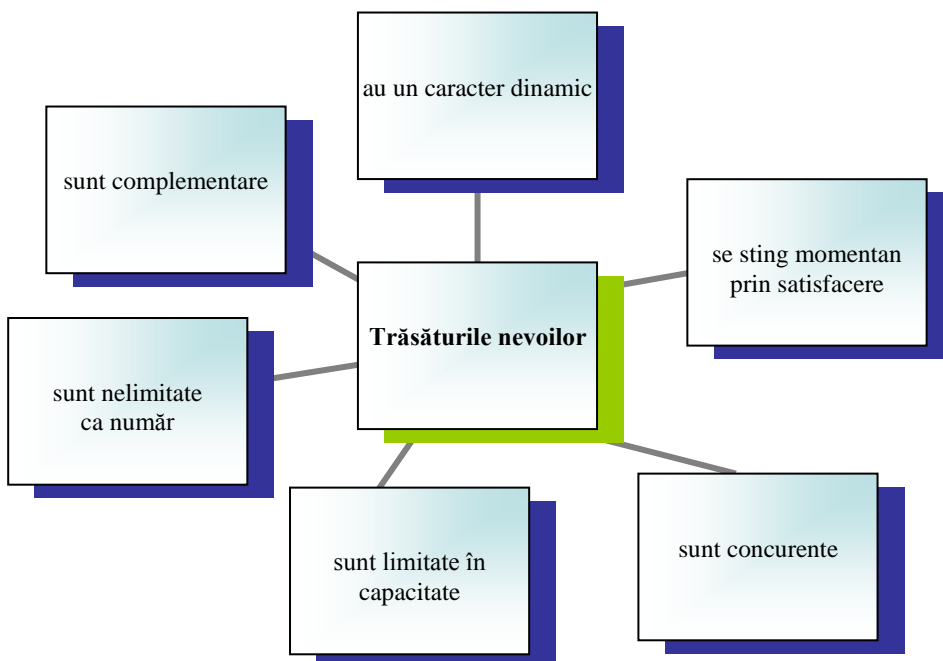 au un caracter dinamic
sunt complementare
se sting momentan
prin satisfacere
Trăsăturile nevoilor
sunt nelimitate
ca număr
sunt limitate în
capacitate
sunt concurente